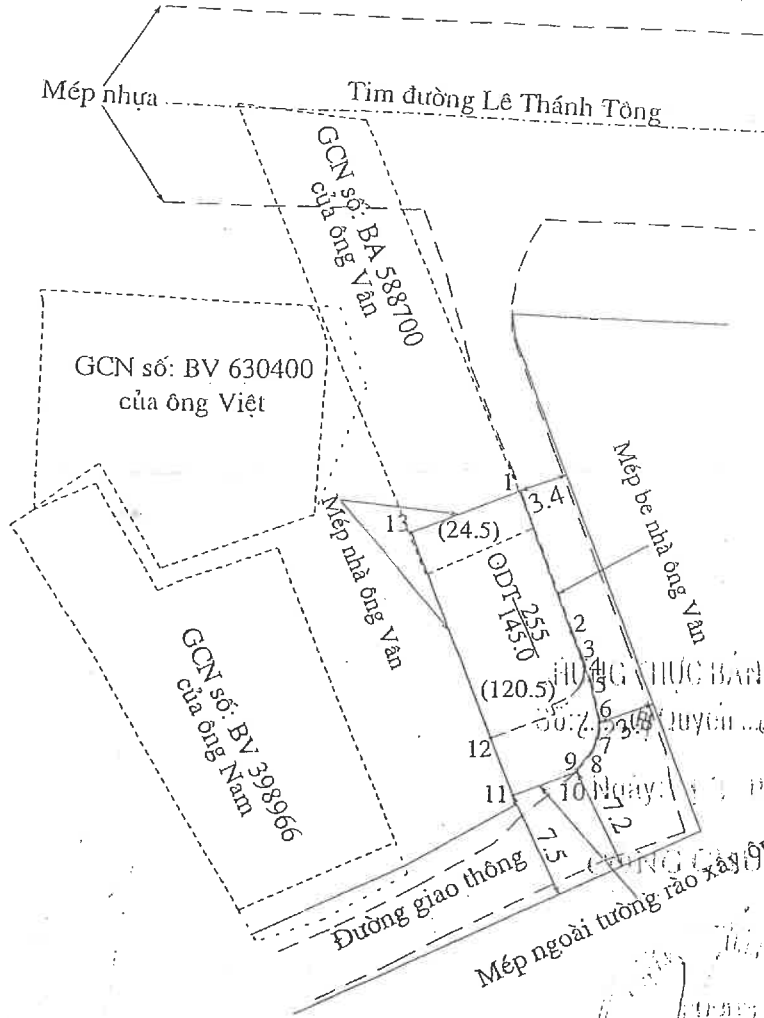 Mép nhựa
Tim đường Lê Thánh Tông
GCN số: BA 588700
của ông Vân
GCN số: BV 630400
của ông Việt
1
3.4
13
(24.5)
Mép nhà ông Vân
Mép be nhà ông Vân
ODT 255
145.0
2
3
4
5
(120.5)
6
7
8
9
10
11
12
GCN số: BV 398966
của ông Nam
Quyển
Ngày:
7.2
7.5
Đường giao thông
Mép ngoài tường rào xây